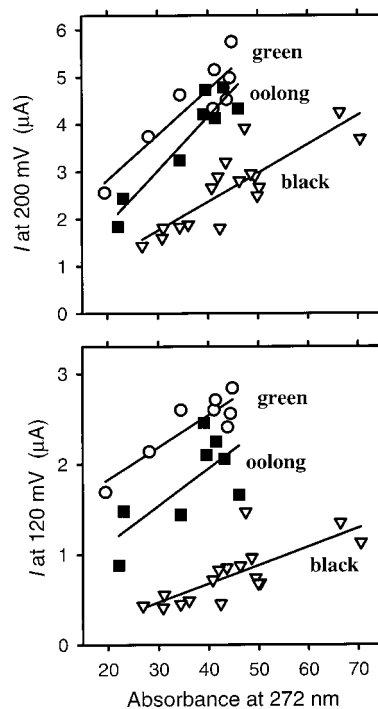 6
5
4
3
2
1
0
I at 200 mV (µA)
green
oolong
black
3
2
1
0
I at 120 mV (µA)
green
oolong
black
20 30 40 50 60 70
Absorbance at 272 nm